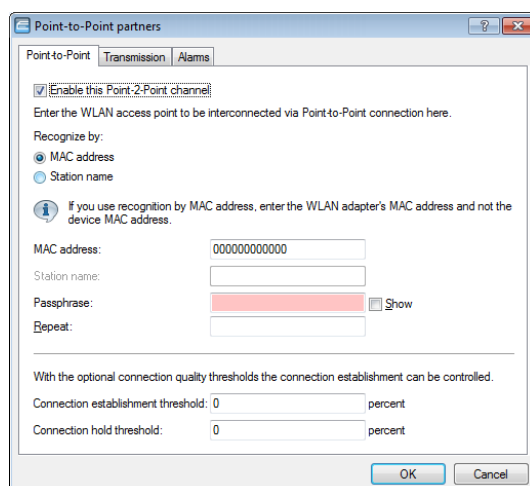 Point-to-Point partners
Point-to-Point Transmission Alarms
Enable this Point-2-Point channel
Enter the WLAN access point to be interconnected via Point-to-Point connection here.
Recognize by:
MAC address
Station name
If you use recognition by MAC address, enter the WLAN adapter's MAC address and not the
device MAC address.
MAC address: 000000000000
Station name:
Passphrase: Show
Repeat:
With the optional connection quality thresholds the connection establishment can be controlled.
Connection establishment threshold: 0 percent
Connection hold threshold: 0 percent
OK Cancel